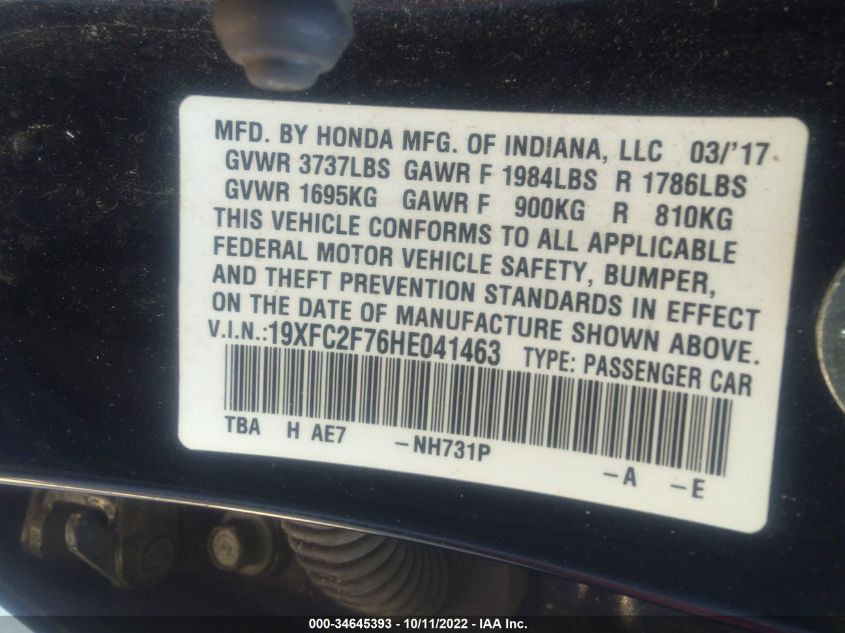 MFD. BY HONDA MFG. OF INDIANA, LLC 03/'17
GVWR 3737LBS GAWR F 1984LBS R 1786LBS
GVWR 1695KG GAWR F 900KG R 810KG
THIS VEHICLE CONFORMS TO ALL APPLICABLE
FEDERAL MOTOR VEHICLE SAFETY, BUMPER,
AND THEFT PREVENTION STANDARDS IN EFFECT
ON THE DATE OF MANUFACTURE SHOWN ABOVE.
V.I.N.:19XFC2F76HE041463 TYPE: PASSENGER CAR
TBA H AE7 -NH731P -A -E
000-34645393 - 10/11/2022 - IAA Inc.